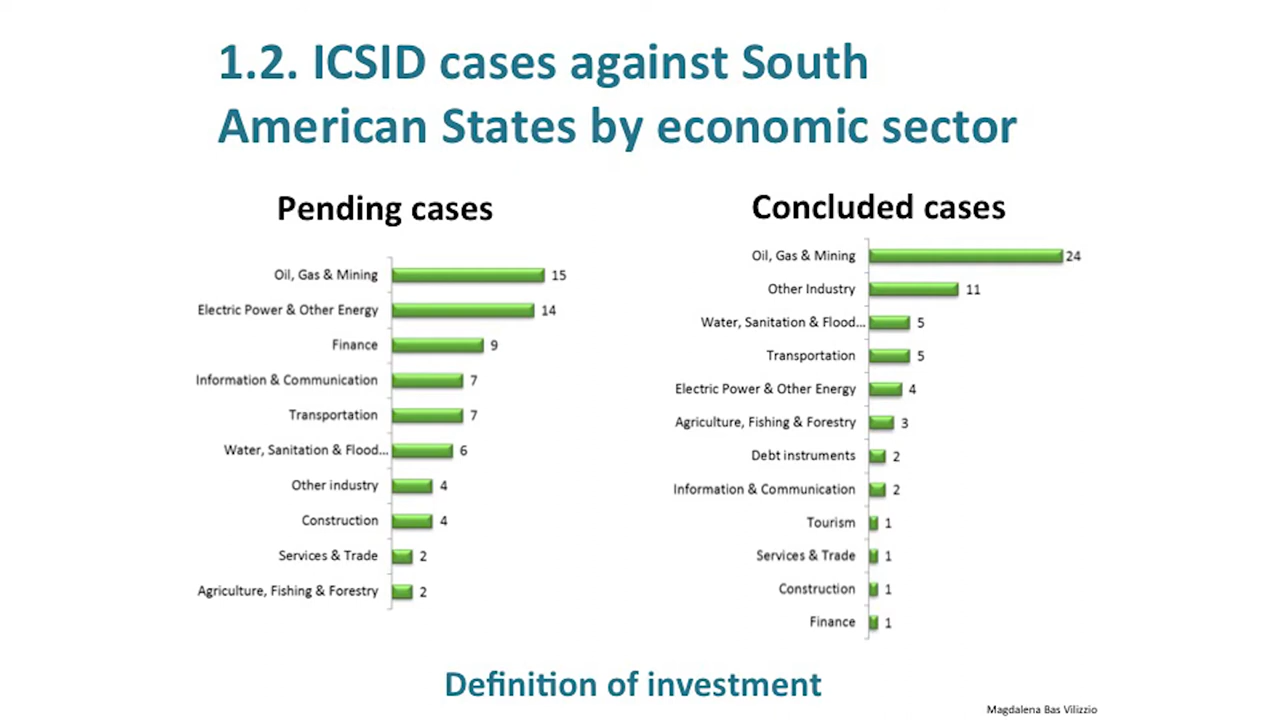 1.2. ICSID cases against South
American States by economic sector
Pending cases
Oil, Gas & Mining 15
Electric Power & Other Energy 14
Finance 9
Information & Communication 7
Transportation 7
Water, Sanitation & Flood... 6
Other industry 4
Construction 4
Services & Trade 2
Agriculture, Fishing & Forestry 2
Concluded cases
Oil, Gas & Mining 24
Other Industry 11
Water, Sanitation & Flood... 5
Transportation 5
Electric Power & Other Energy 4
Agriculture, Fishing & Forestry 3
Debt instruments 2
Information & Communication 2
Tourism 1
Services & Trade 1
Construction 1
Finance 1
Definition of investment
Magdalena Bas Vilizzio